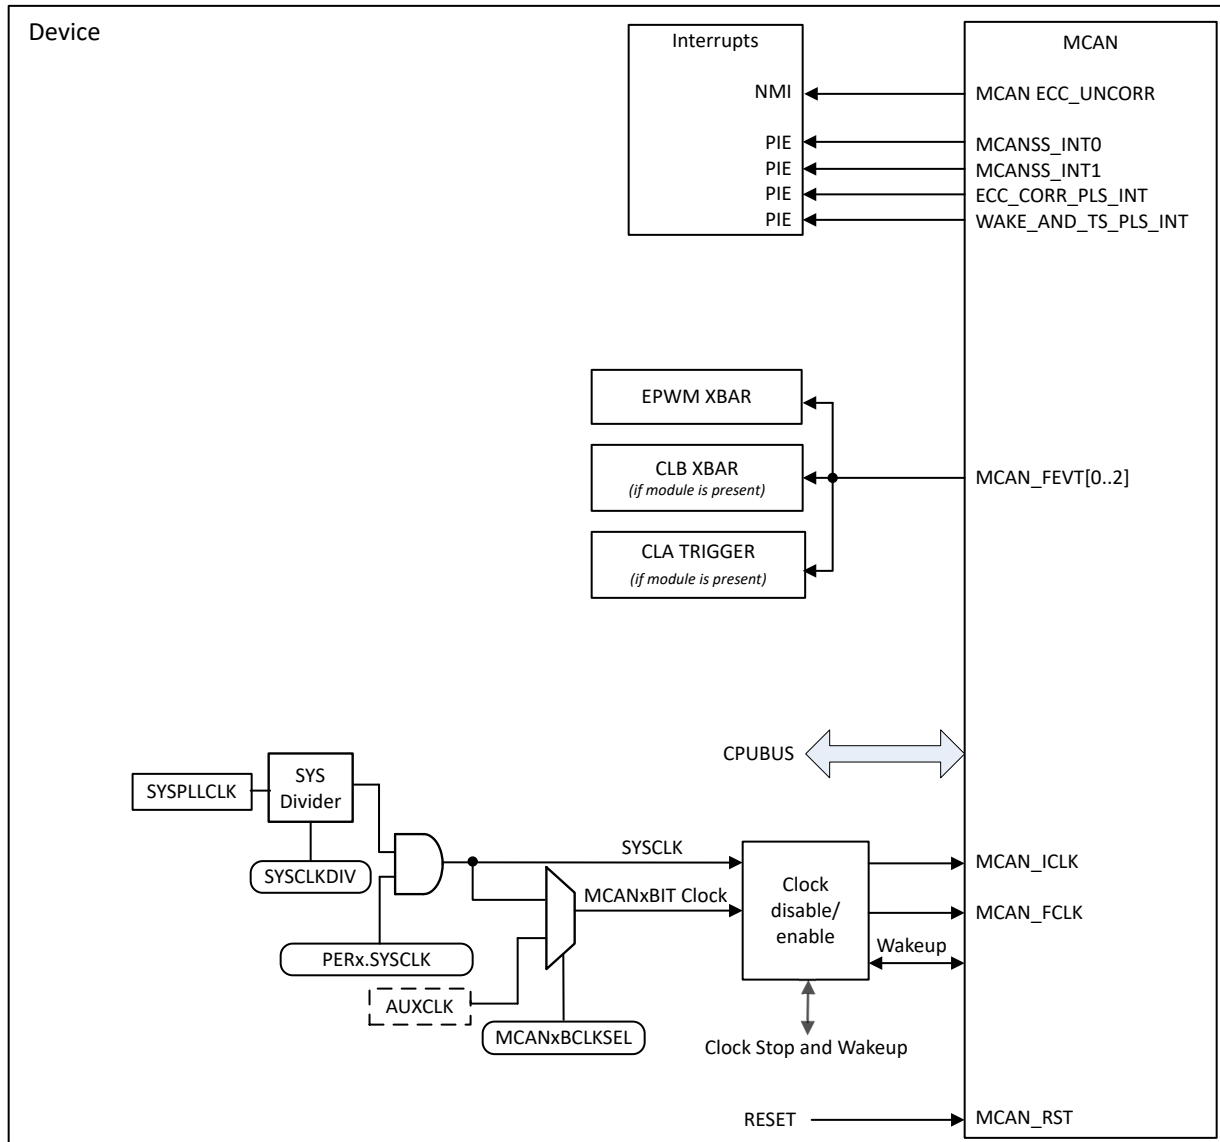 Device
Interrupts
MCAN
NMI
MCAN ECC_UNCORR
PIE
MCANSS_INT0
PIE
MCANSS_INT1
PIE
ECC_CORR_PLS_INT
PIE
WAKE_AND_TS_PLS_INT
EPWM XBAR
CLB XBAR
(if module is present)
MCAN_FEVT[0..2]
CLA TRIGGER
(if module is present)
CPUBUS
SYSPLLCLK
SYS
Divider
SYSCLKDIV
SYSCLK
MCANxBIT Clock
Clock
disable/
enable
MCAN_ICLK
MCAN_FCLK
Wakeup
PERx.SYSCLK
AUXCLK
MCANxBCLKSEL
Clock Stop and Wakeup
RESET
MCAN_RST